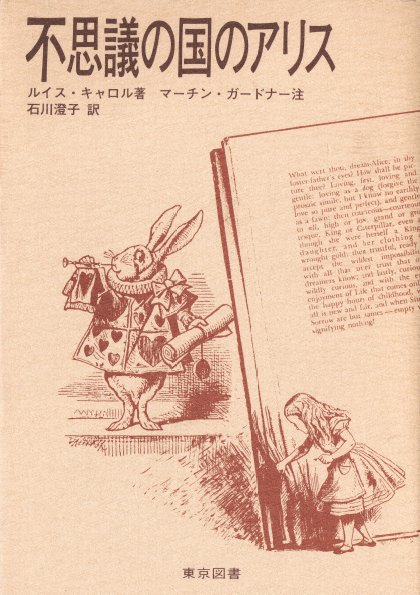 不思議の国のアリス
ルイス・キャロル著 マーチン・ガードナー注
石川澄子 訳
What wert thou, dream-Alice, in thy
foster-father's eyes? How shall he pic-
ture thee? Loving, first, loving and
gentle: loving as a dog (forgive the
prosaic simile, but I know no earthly
love so pure and perfect), and gentle
as a fawn: then courteous—courteous
to all, high or low, grand or gro-
tesque, King or Caterpillar, even as
though she were herself a King's
daughter, and her clothing of
wrought gold: then trustful, ready to
accept the wildest impossibilities
with all that utter trust that only
dreamers know; and lastly, curious—
wildly curious, and with the eager
enjoyment of Life that comes only in
the happy hours of childhood, when
all is new and fair, and when Sin and
Sorrow are but names—empty words
signifying nothing!
東京図書